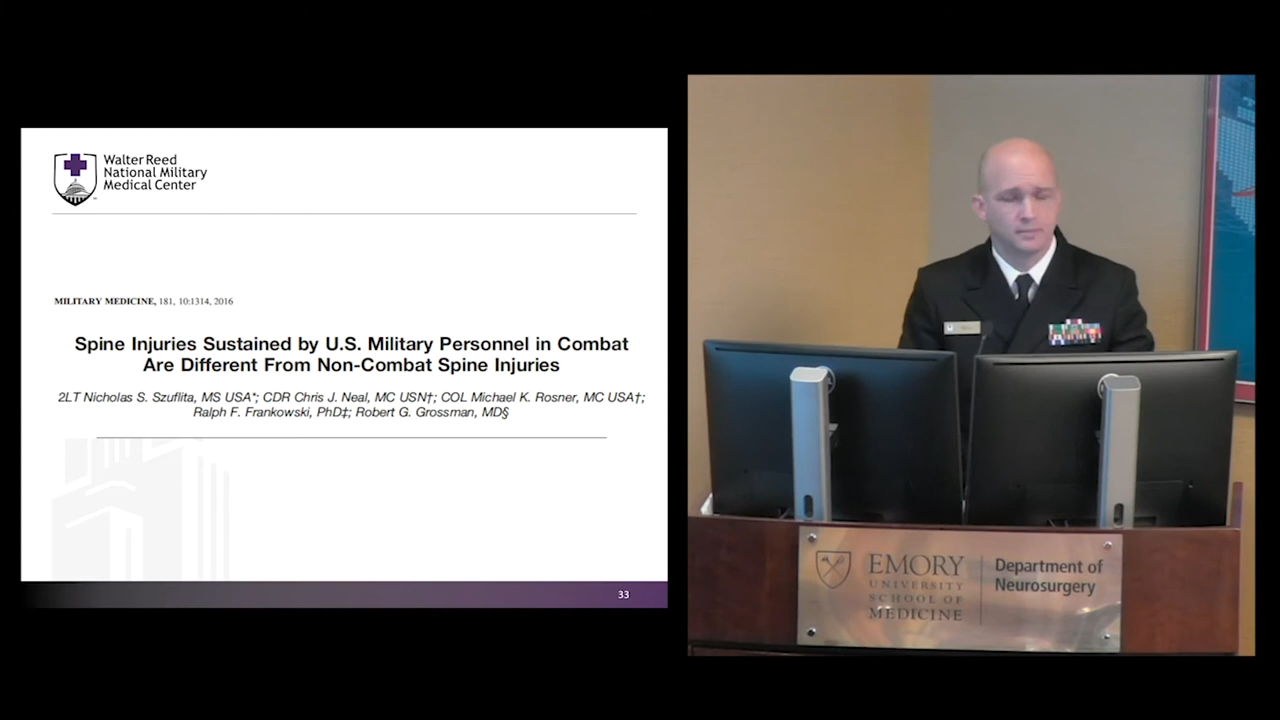 Walter Reed
National Military
Medical Center
MILITARY MEDICINE, 181, 10:1314, 2016
Spine Injuries Sustained by U.S. Military Personnel in Combat
Are Different From Non-Combat Spine Injuries
2LT Nicholas S. Szuflita, MS USA*; CDR Chris J. Neal, MC USN†; COL Michael K. Rosner, MC USA†;
Ralph F. Frankowski, PhD‡; Robert G. Grossman, MD§
33
EMORY
UNIVERSITY
SCHOOL OF
MEDICINE
Department of
Neurosurgery